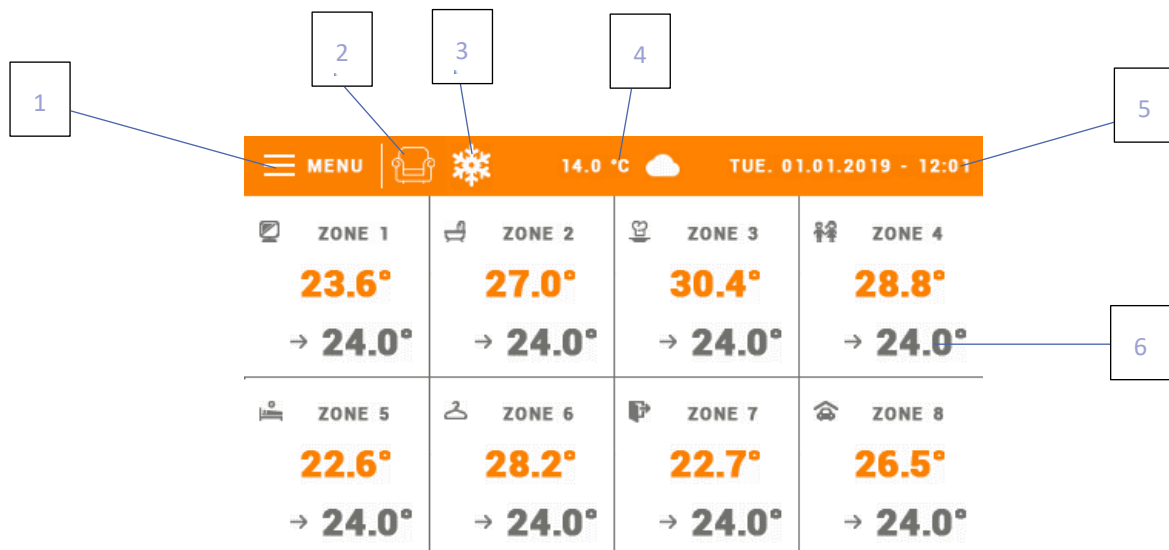 2
3
4
1
5
MENU 14.0 °C TUE. 01.01.2019 - 12:01
ZONE 1 ZONE 2 ZONE 3 ZONE 4
23.6° 27.0° 30.4° 28.8°
→ 24.0° → 24.0° → 24.0° → 24.0°
6
ZONE 5 ZONE 6 ZONE 7 ZONE 8
22.6° 28.2° 22.7° 26.5°
→ 24.0° → 24.0° → 24.0° → 24.0°